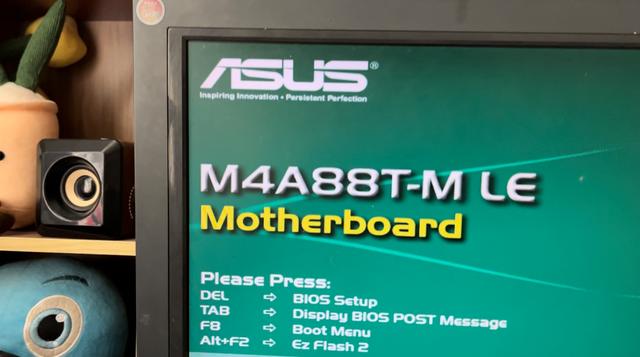 ASUS®
Inspiring Innovation • Persistent Perfection
M4A88T-M LE
Motherboard
Please Press:
DEL ⇨ BIOS Setup
TAB ⇨ Display BIOS POST Message
F8 ⇨ Boot Menu
Alt+F2 ⇨ Ez Flash 2